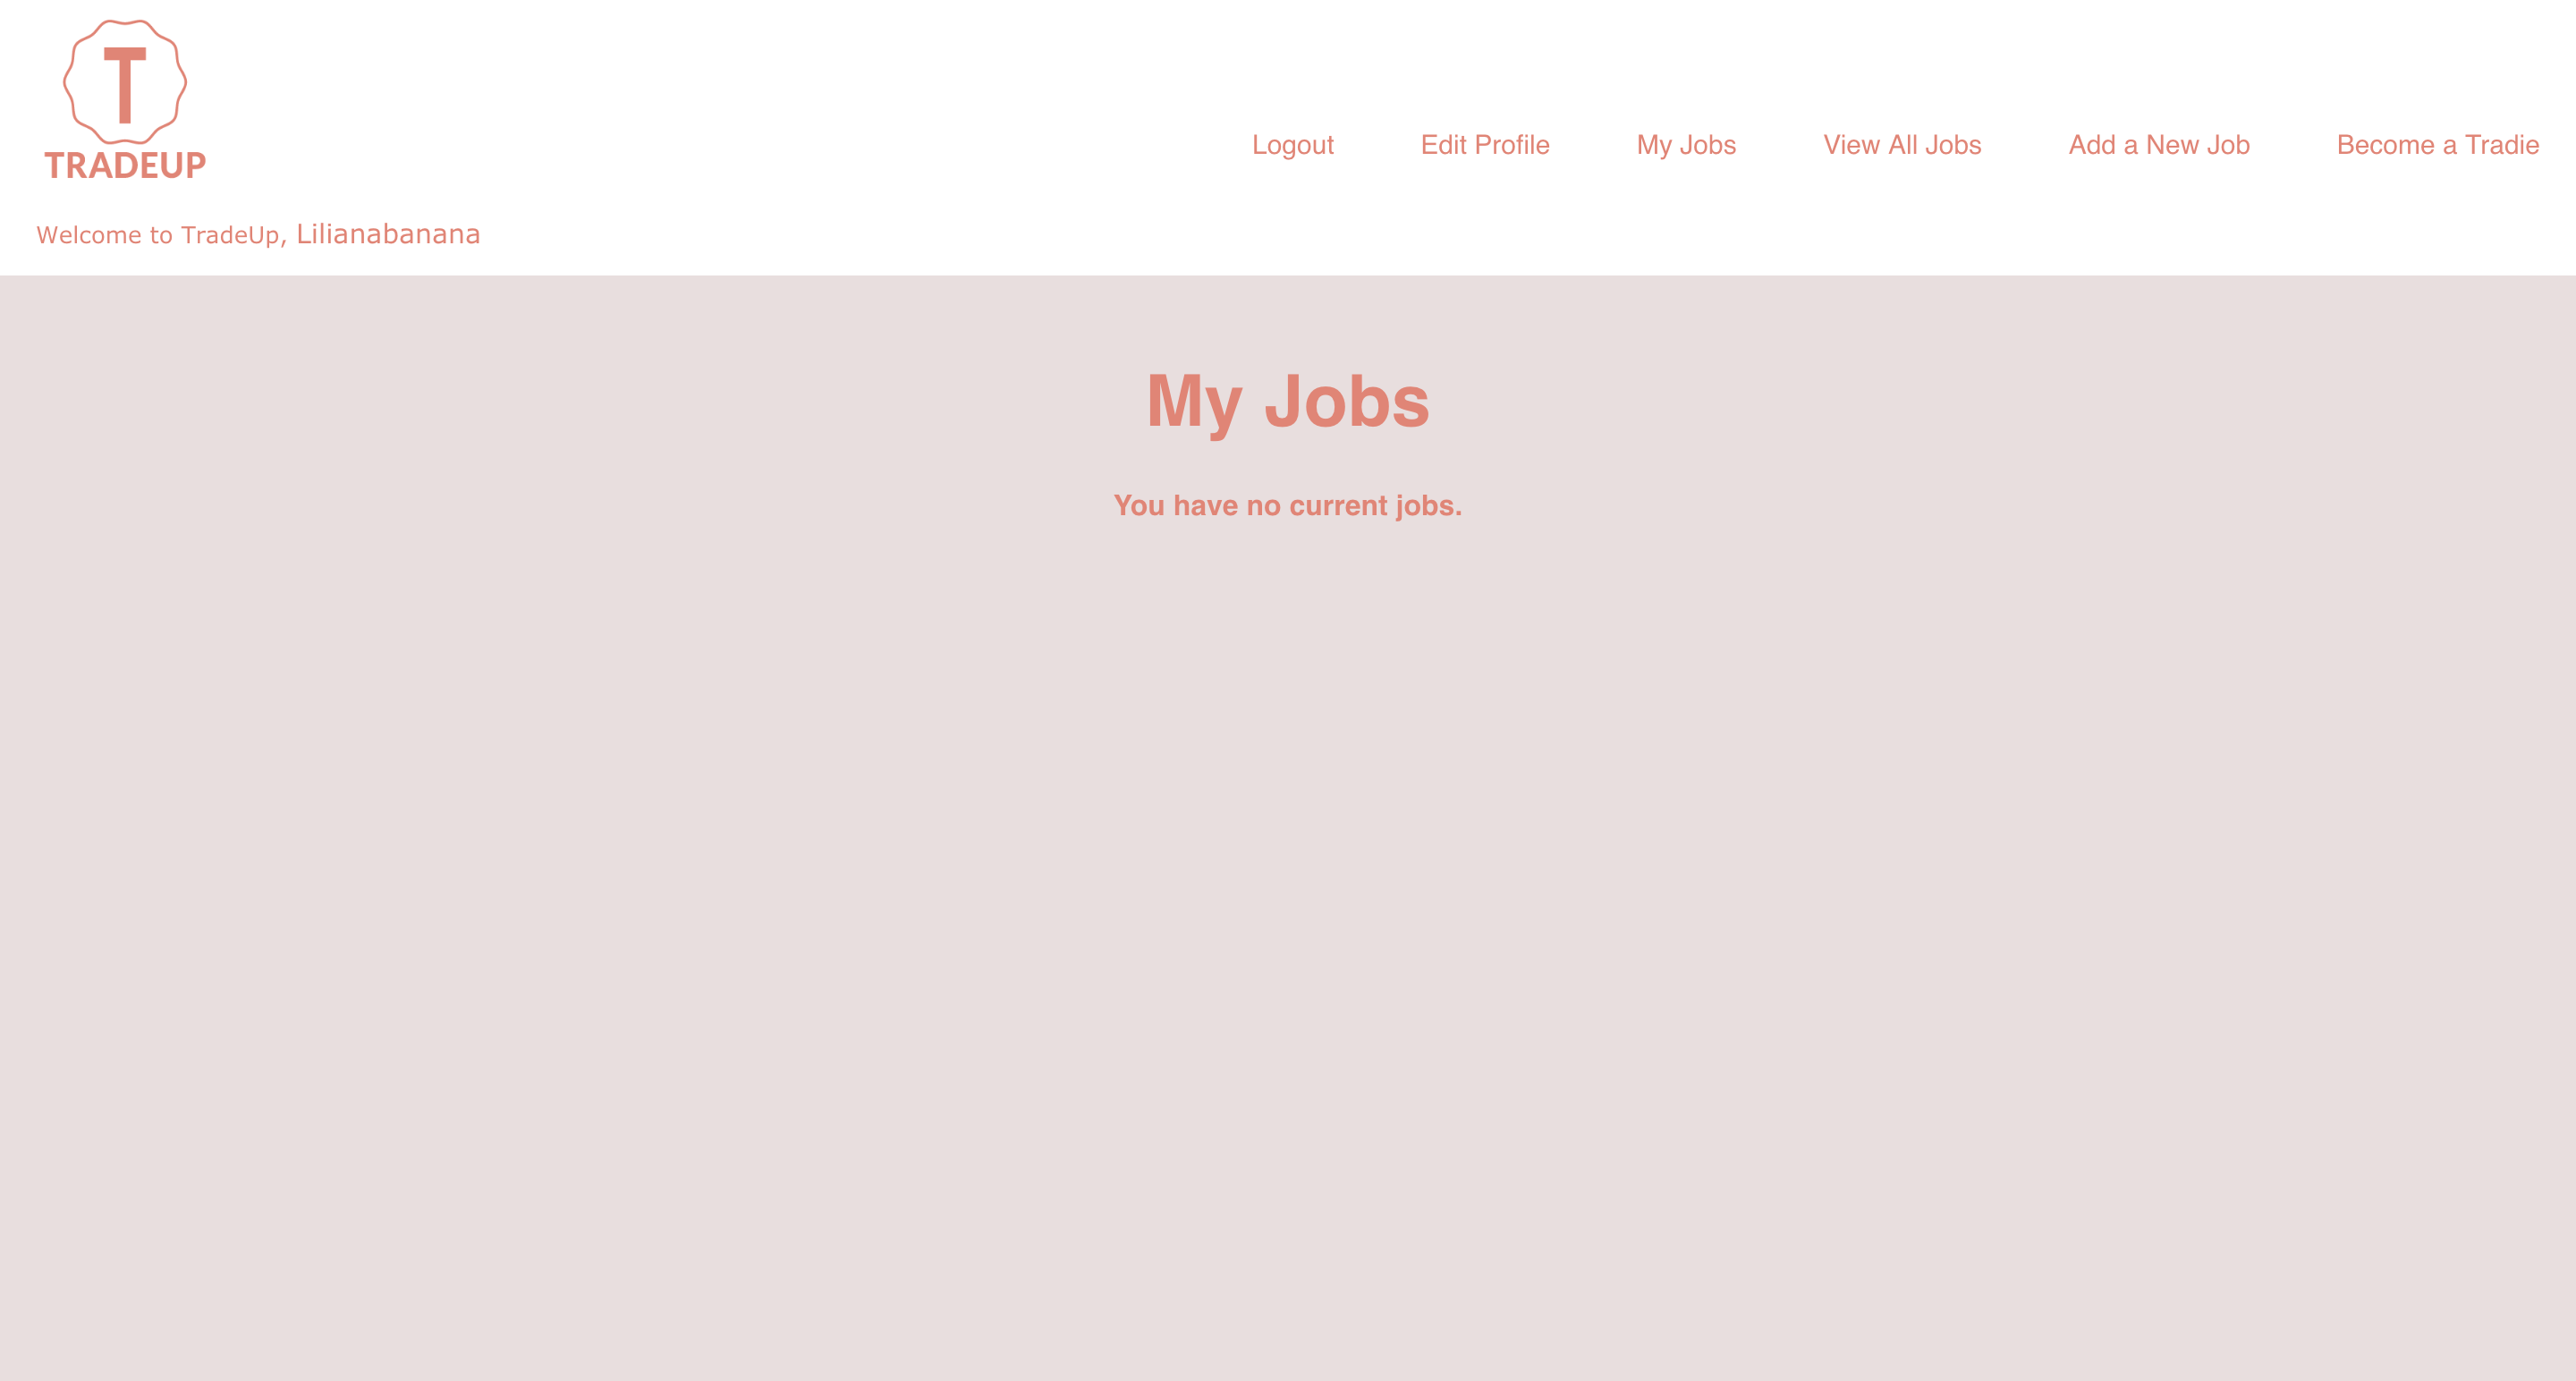 T
TRADEUP
Logout Edit Profile My Jobs View All Jobs Add a New Job Become a Tradie
Welcome to TradeUp, Lilianabanana
My Jobs
You have no current jobs.